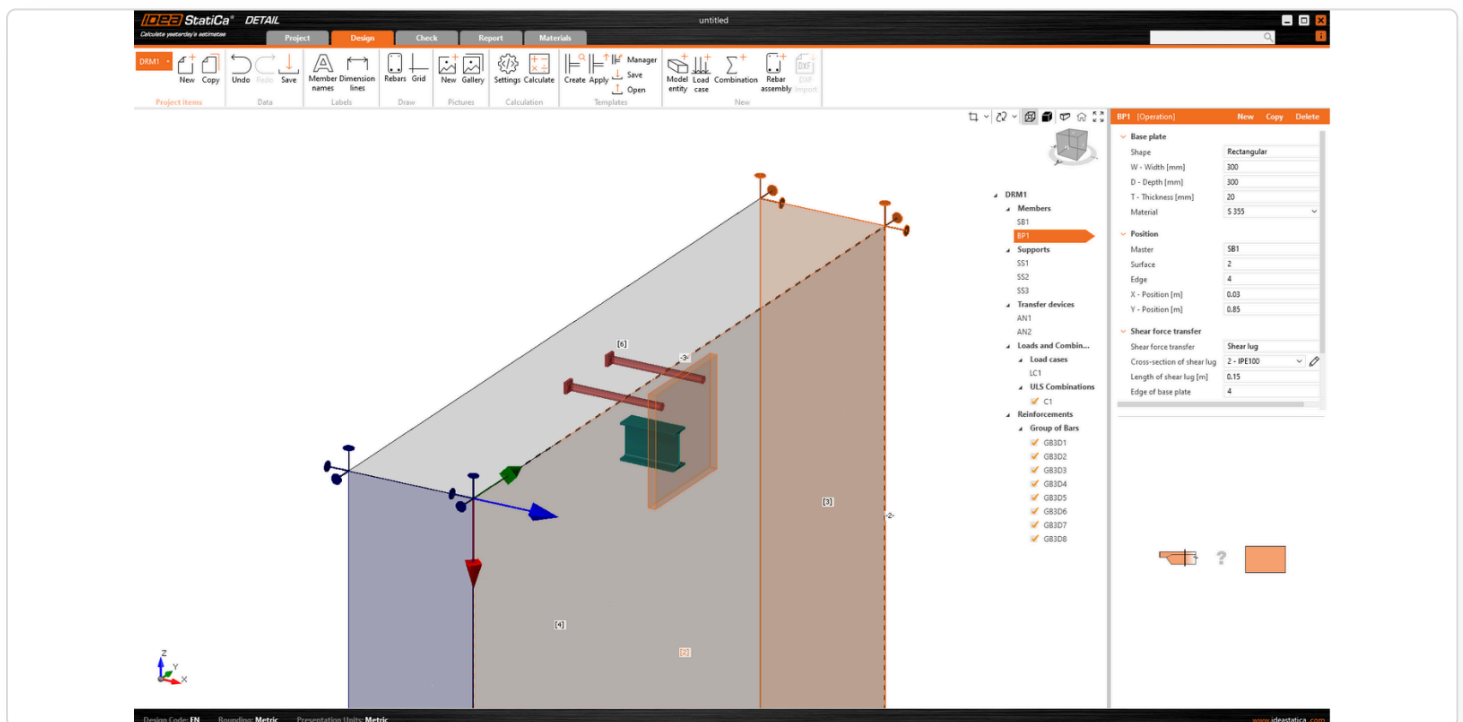 IDEA StatiCa® DETAIL
Calculate yesterday's estimates
untitled
Project Design Check Report Materials
DRM1
New Copy
Undo Redo Save
Member names
Dimension lines
Rebars Grid
New Gallery
Settings Calculate
Create Apply
Manager
Save
Open
Model entity
Load case
Combination
Rebar assembly
DXF
DXF Import
Project items Data Labels Draw Pictures Calculation Templates New
[6]
-3-
[3]
-2-
[4]
[2]
Z
Y
X
DRM1
Members
SB1
BP1
Supports
SS1
SS2
SS3
Transfer devices
AN1
AN2
Loads and Combin...
Load cases
LC1
ULS Combinations
C1
Reinforcements
Group of Bars
GB3D1
GB3D2
GB3D3
GB3D4
GB3D5
GB3D6
GB3D7
GB3D8
BP1 [Operation] New Copy Delete
Base plate
Shape Rectangular
W - Width [mm] 300
D - Depth [mm] 300
T - Thickness [mm] 20
Material S 355
Position
Master SB1
Surface 2
Edge 4
X - Position [m] 0.03
Y - Position [m] 0.85
Shear force transfer
Shear force transfer Shear lug
Cross-section of shear lug 2 - IPE100
Length of shear lug [m] 0.15
Edge of base plate 4
?
Design Code: EN Rounding: Metric Presentation Units: Metric
www.ideastatica.com